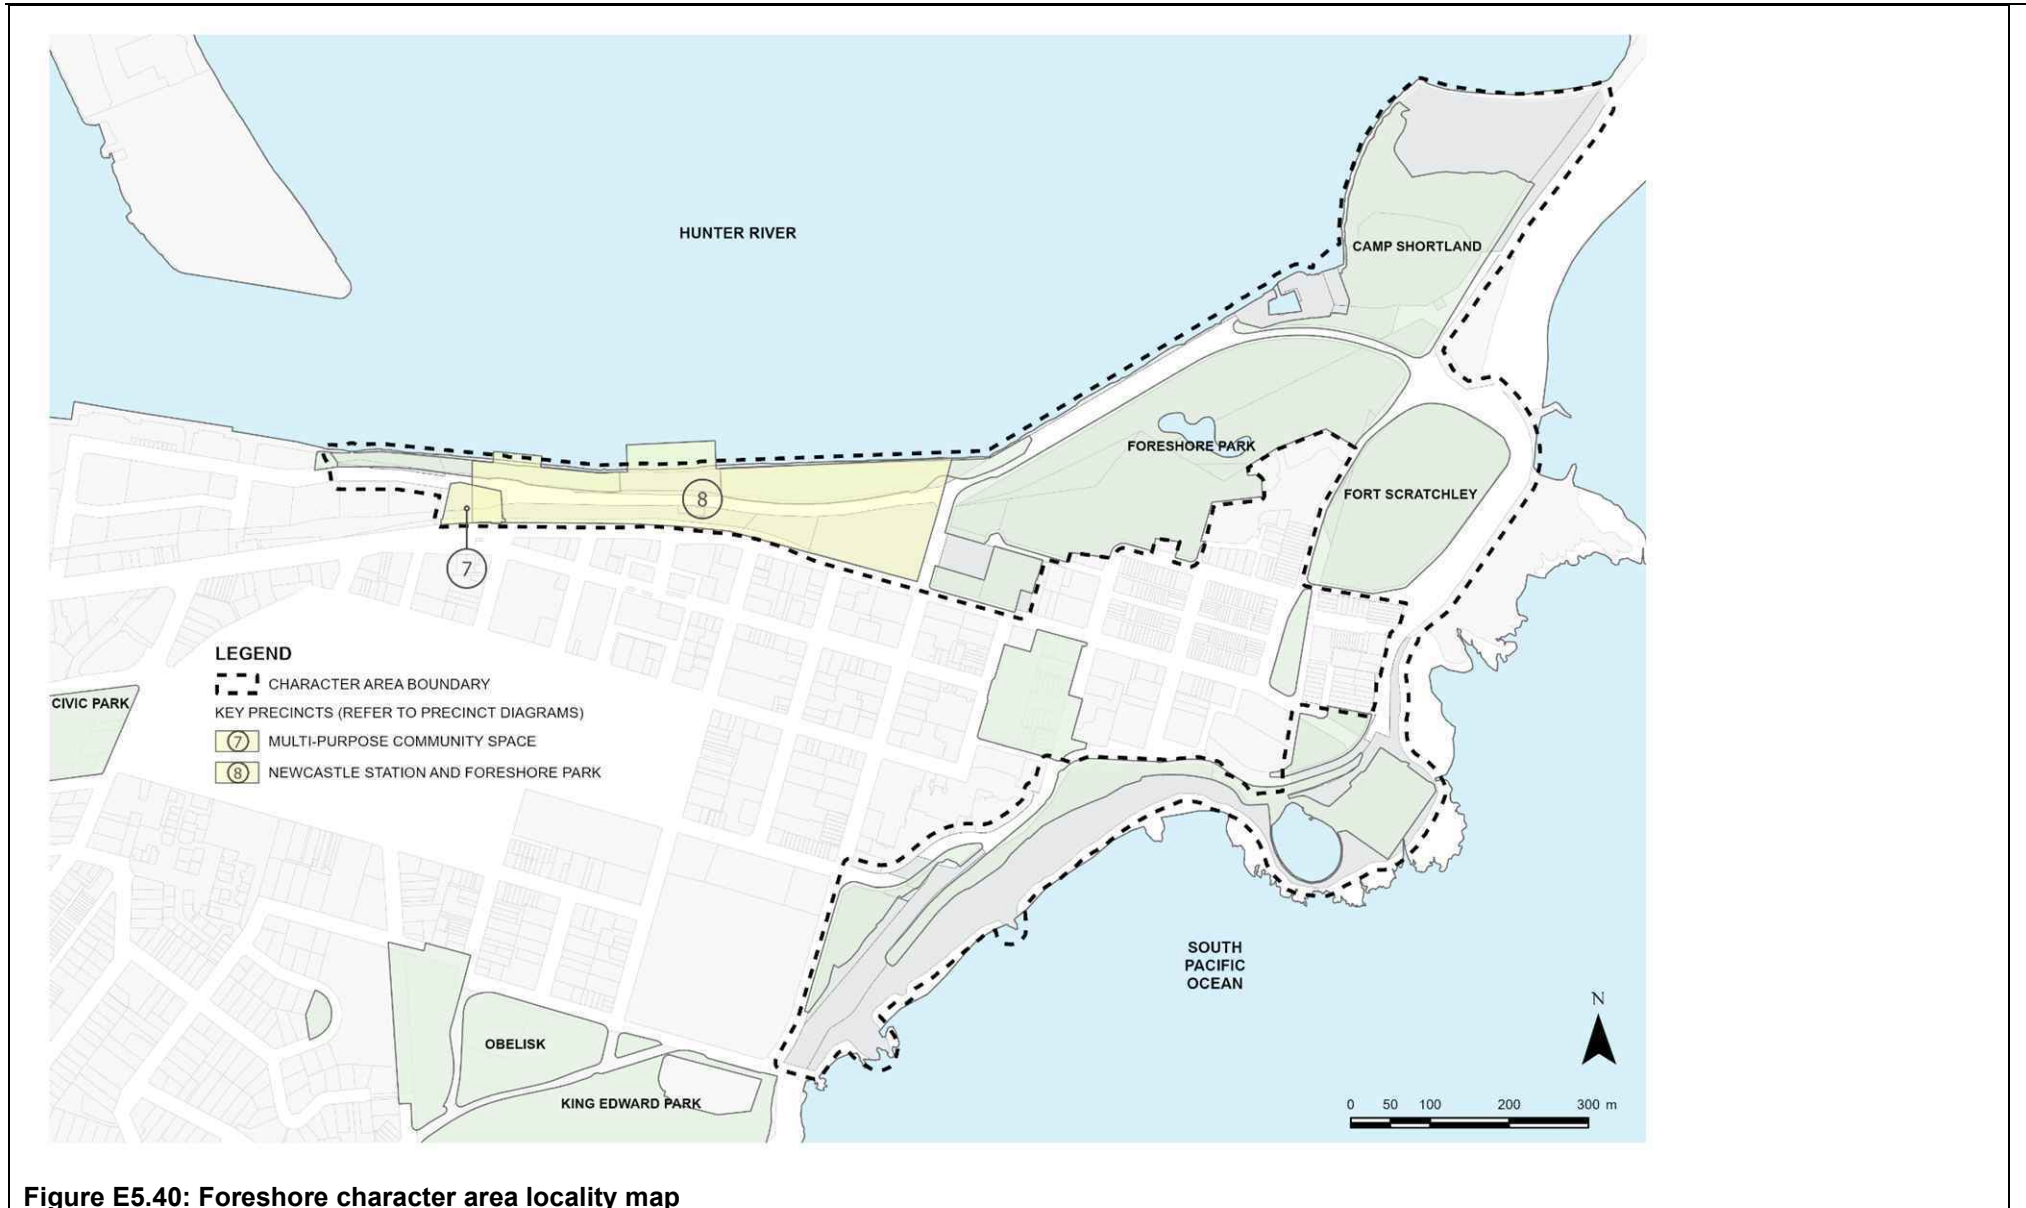 HUNTER RIVER
CAMP SHORTLAND
FORESHORE PARK
FORT SCRATCHLEY
8
7
LEGEND
CHARACTER AREA BOUNDARY
KEY PRECINCTS (REFER TO PRECINCT DIAGRAMS)
7 MULTI-PURPOSE COMMUNITY SPACE
8 NEWCASTLE STATION AND FORESHORE PARK
CIVIC PARK
SOUTH
PACIFIC
OCEAN
N
OBELISK
KING EDWARD PARK
0 50 100 200 300 m
Figure E5.40: Foreshore character area locality map